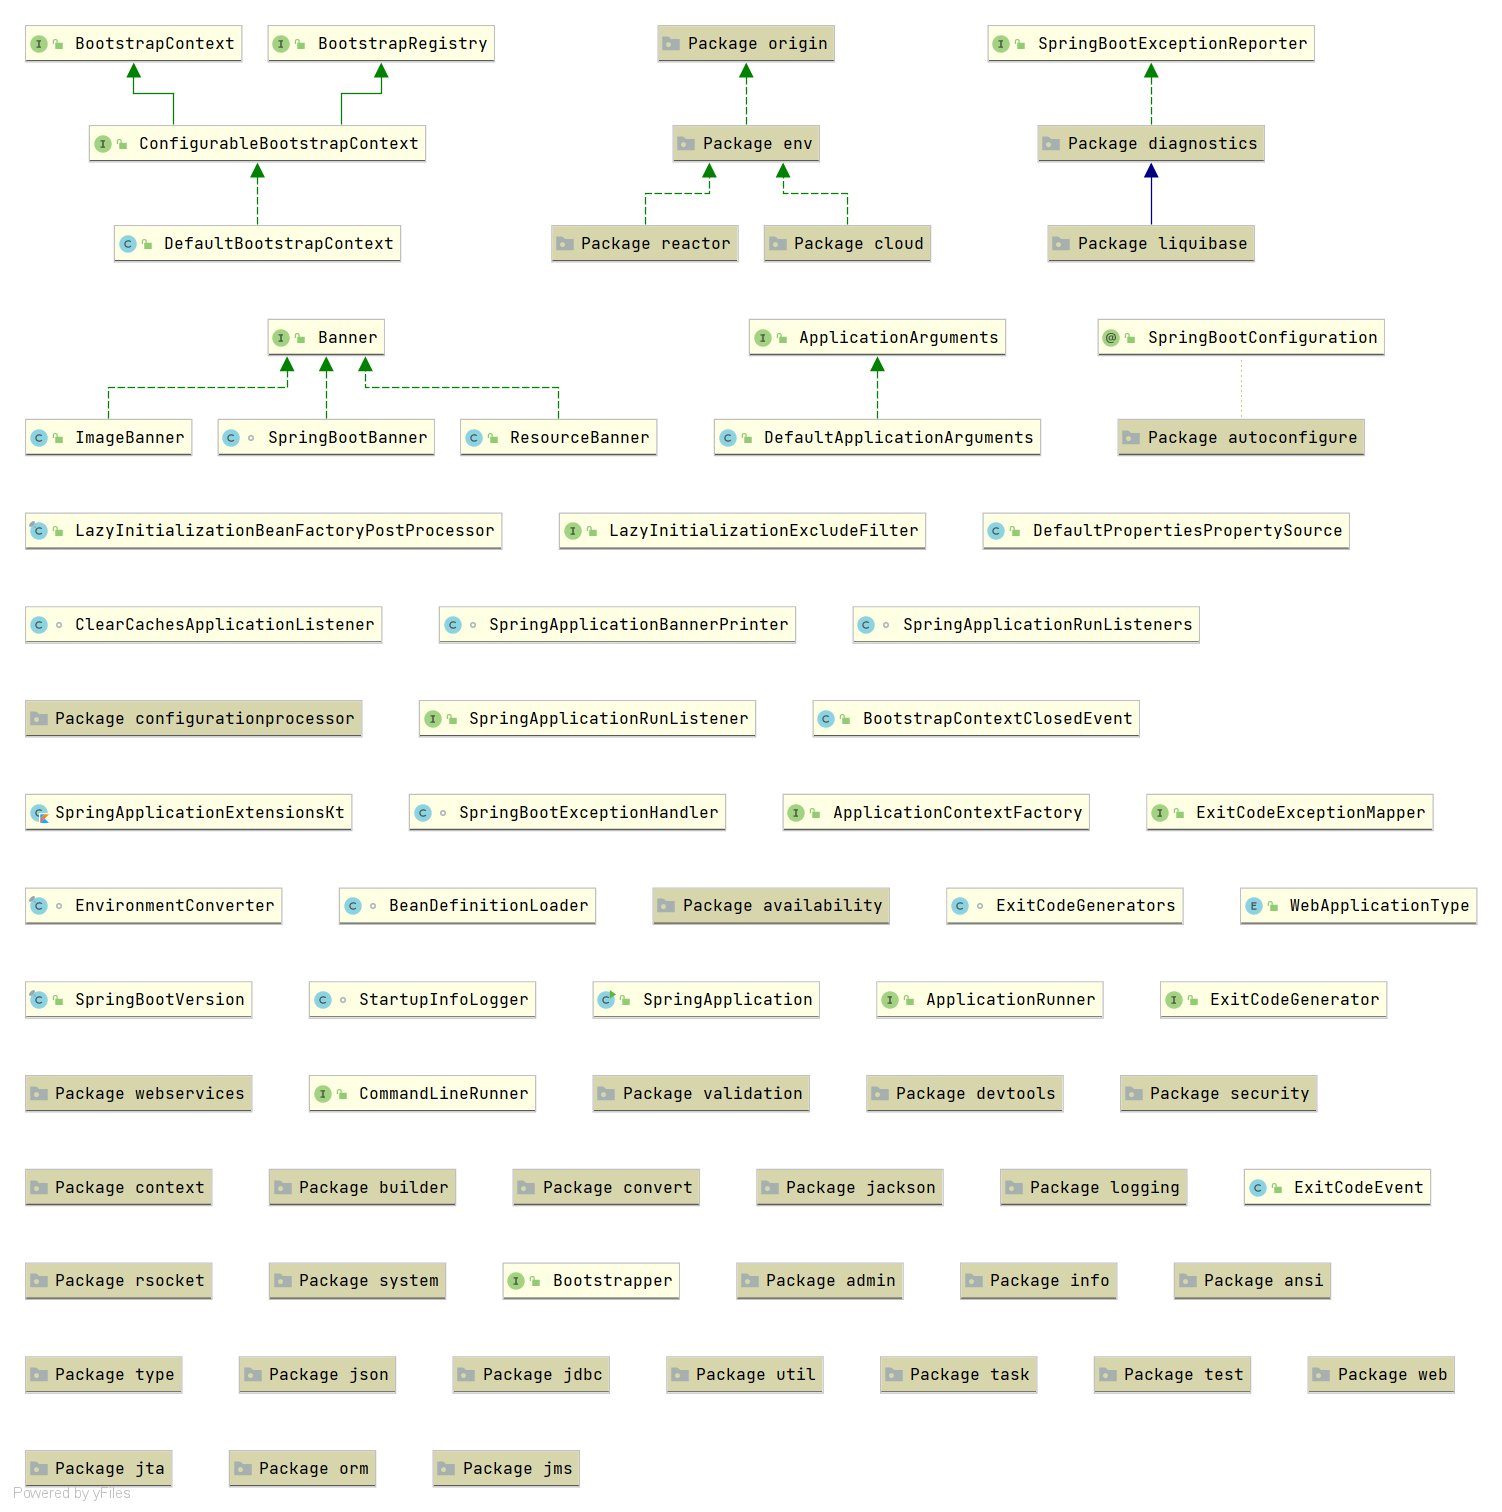 BootstrapContext
BootstrapRegistry
Package origin
SpringBootExceptionReporter
ConfigurableBootstrapContext
Package env
Package diagnostics
DefaultBootstrapContext
Package reactor
Package cloud
Package liquibase
Banner
ApplicationArguments
SpringBootConfiguration
ImageBanner
SpringBootBanner
ResourceBanner
DefaultApplicationArguments
Package autoconfigure
LazyInitializationBeanFactoryPostProcessor
LazyInitializationExcludeFilter
DefaultPropertiesPropertySource
ClearCachesApplicationListener
SpringApplicationBannerPrinter
SpringApplicationRunListeners
Package configurationprocessor
SpringApplicationRunListener
BootstrapContextClosedEvent
SpringApplicationExtensionsKt
SpringBootExceptionHandler
ApplicationContextFactory
ExitCodeExceptionMapper
EnvironmentConverter
BeanDefinitionLoader
Package availability
ExitCodeGenerators
WebApplicationType
SpringBootVersion
StartupInfoLogger
SpringApplication
ApplicationRunner
ExitCodeGenerator
Package webservices
CommandLineRunner
Package validation
Package devtools
Package security
Package context
Package builder
Package convert
Package jackson
Package logging
ExitCodeEvent
Package rsocket
Package system
Bootstrapper
Package admin
Package info
Package ansi
Package type
Package json
Package jdbc
Package util
Package task
Package test
Package web
Package jta
Package orm
Package jms
Powered by yFiles